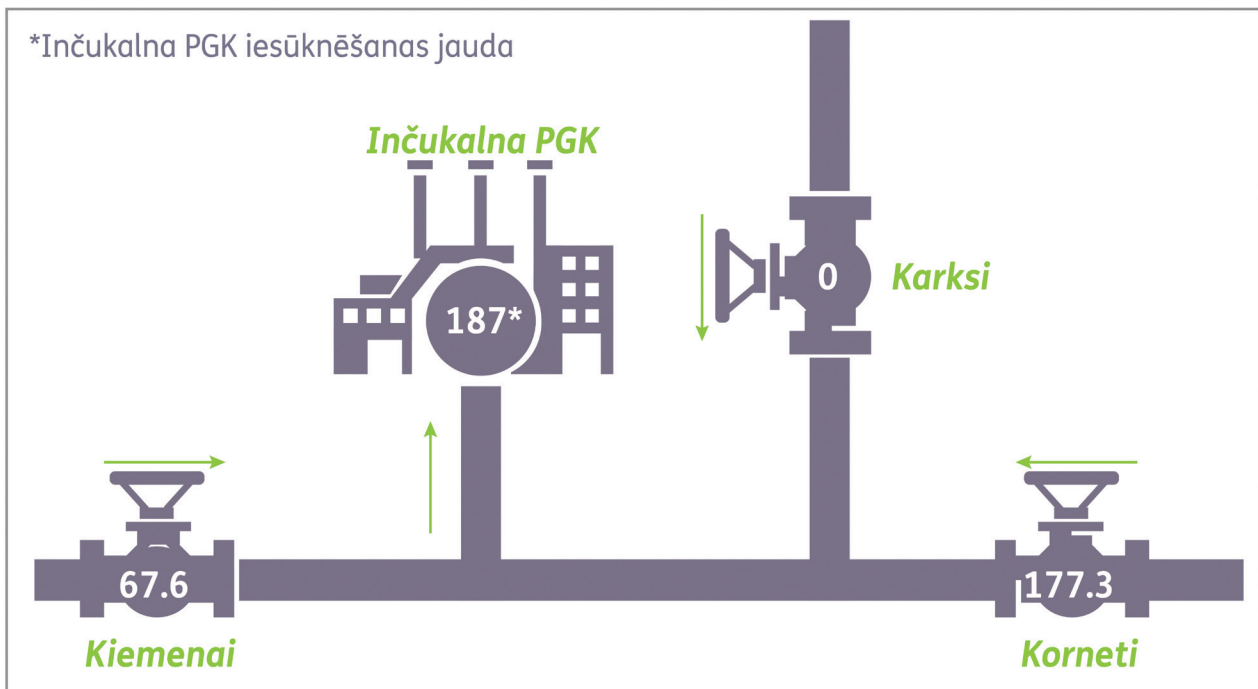 *Inčukalna PGK iesūknēšanas jauda
Inčukalna PGK
187*
0
Karksi
67.6
Kiemenai
177.3
Korneti